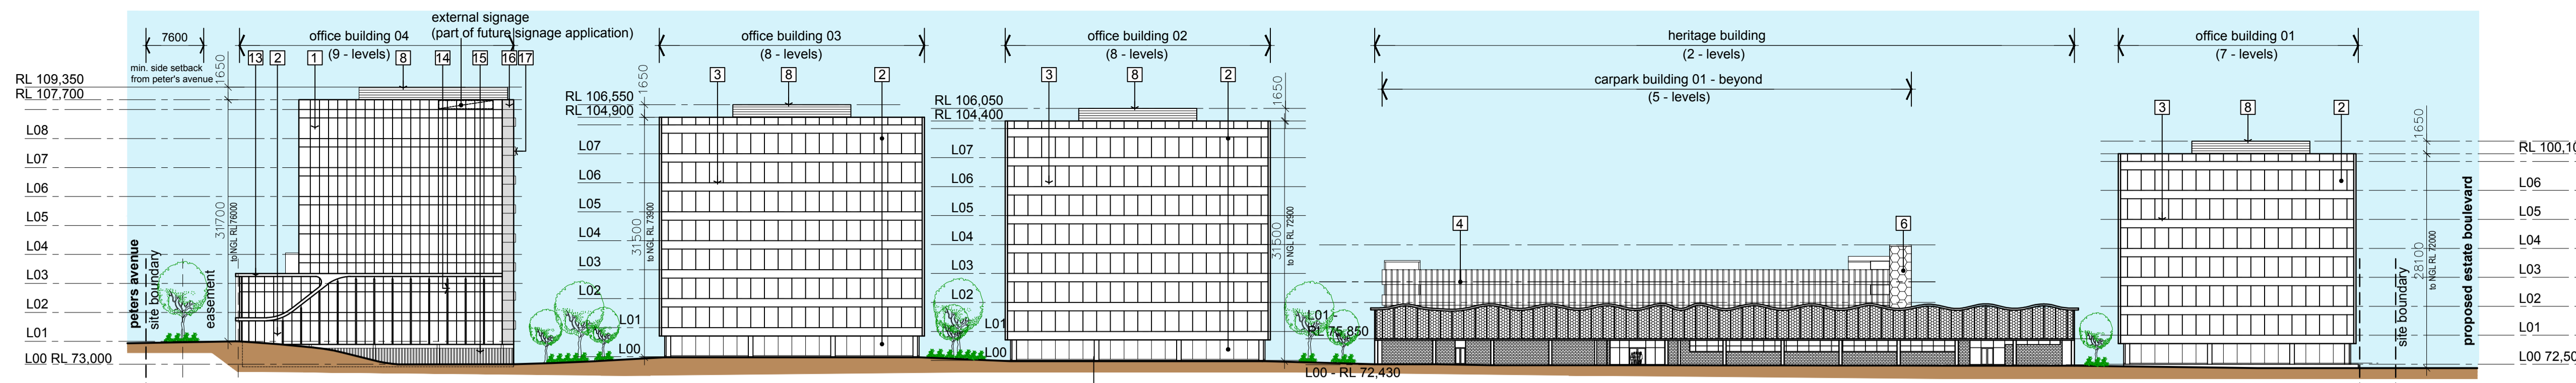 external signage
(part of future signage application)
7600
min. side setback
from peter's avenue
office building 04
(9 - levels)
13
2
1
8
14
15
16
17
1650
RL 109,350
RL 107,700
L08
L07
L06
L05
L04
L03
L02
L01
L00 RL 73,000
31700
to NGL RL 76000
peters avenue
site boundary
easement
office building 03
(8 - levels)
3
8
2
1650
RL 106,550
RL 104,900
L07
L06
L05
L04
L03
L02
L01
L00
31500
to NGL RL 73900
office building 02
(8 - levels)
3
8
2
1650
RL 106,050
RL 104,400
L07
L06
L05
L04
L03
L02
L01
L00
31500
to NGL RL 72900
heritage building
(2 - levels)
carpark building 01 - beyond
(5 - levels)
4
6
L01
RL 75,850
L00 - RL 72,430
office building 01
(7 - levels)
3
8
2
1650
RL 100,10
L06
L05
L04
L03
L02
L01
L00 72,50
28100
to NGL RL 72000
site boundary
proposed estate boulevard